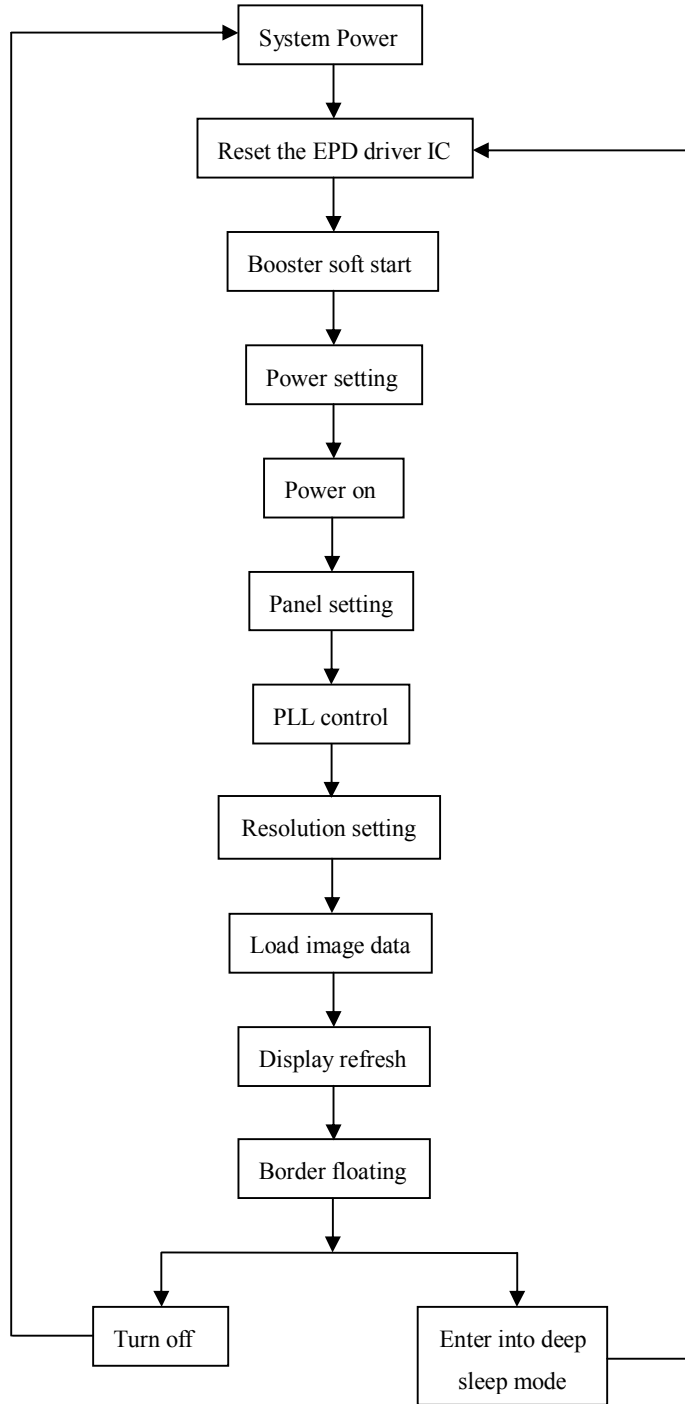 System Power
Reset the EPD driver IC
Booster soft start
Power setting
Power on
Panel setting
PLL control
Resolution setting
Load image data
Display refresh
Border floating
Turn off
Enter into deep
sleep mode